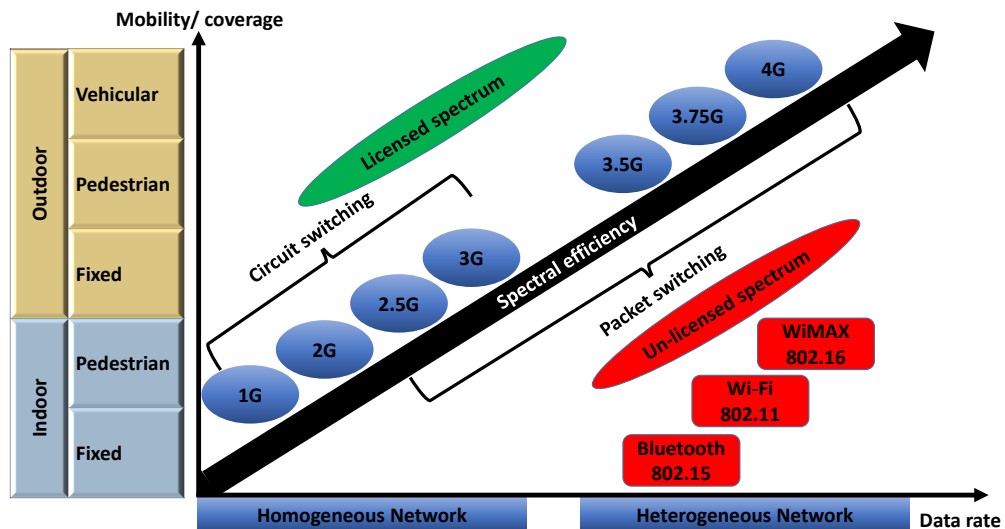 Mobility/ coverage
Outdoor
Vehicular
Pedestrian
Fixed
Indoor
Pedestrian
Fixed
Licensed spectrum
Circuit switching
1G
2G
2.5G
3G
3.5G
3.75G
4G
Spectral efficiency
Packet switching
Un-licensed spectrum
WiMAX
802.16
Wi-Fi
802.11
Bluetooth
802.15
Homogeneous Network
Heterogeneous Network
Data rate